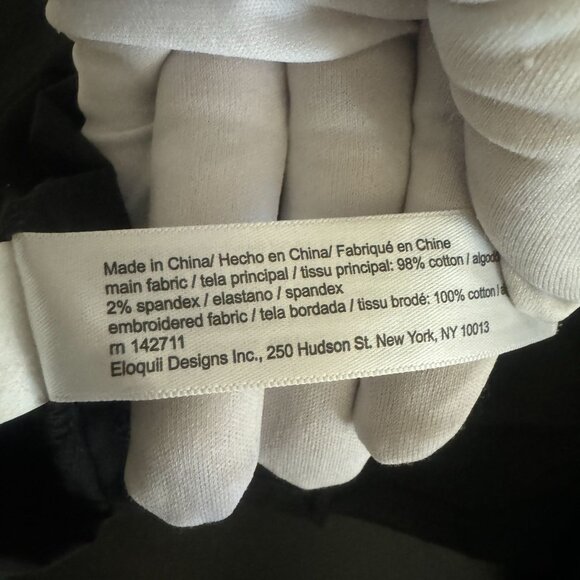 Made in China/ Hecho en China/ Fabriqué en Chine
main fabric / tela principal / tissu principal: 98% cotton /
2% spandex / elastano / spandex
embroidered fabric / tela bordada / tissu brodé: 100% cotton /
rn 142711
Eloquii Designs Inc., 250 Hudson St. New York, NY 10013